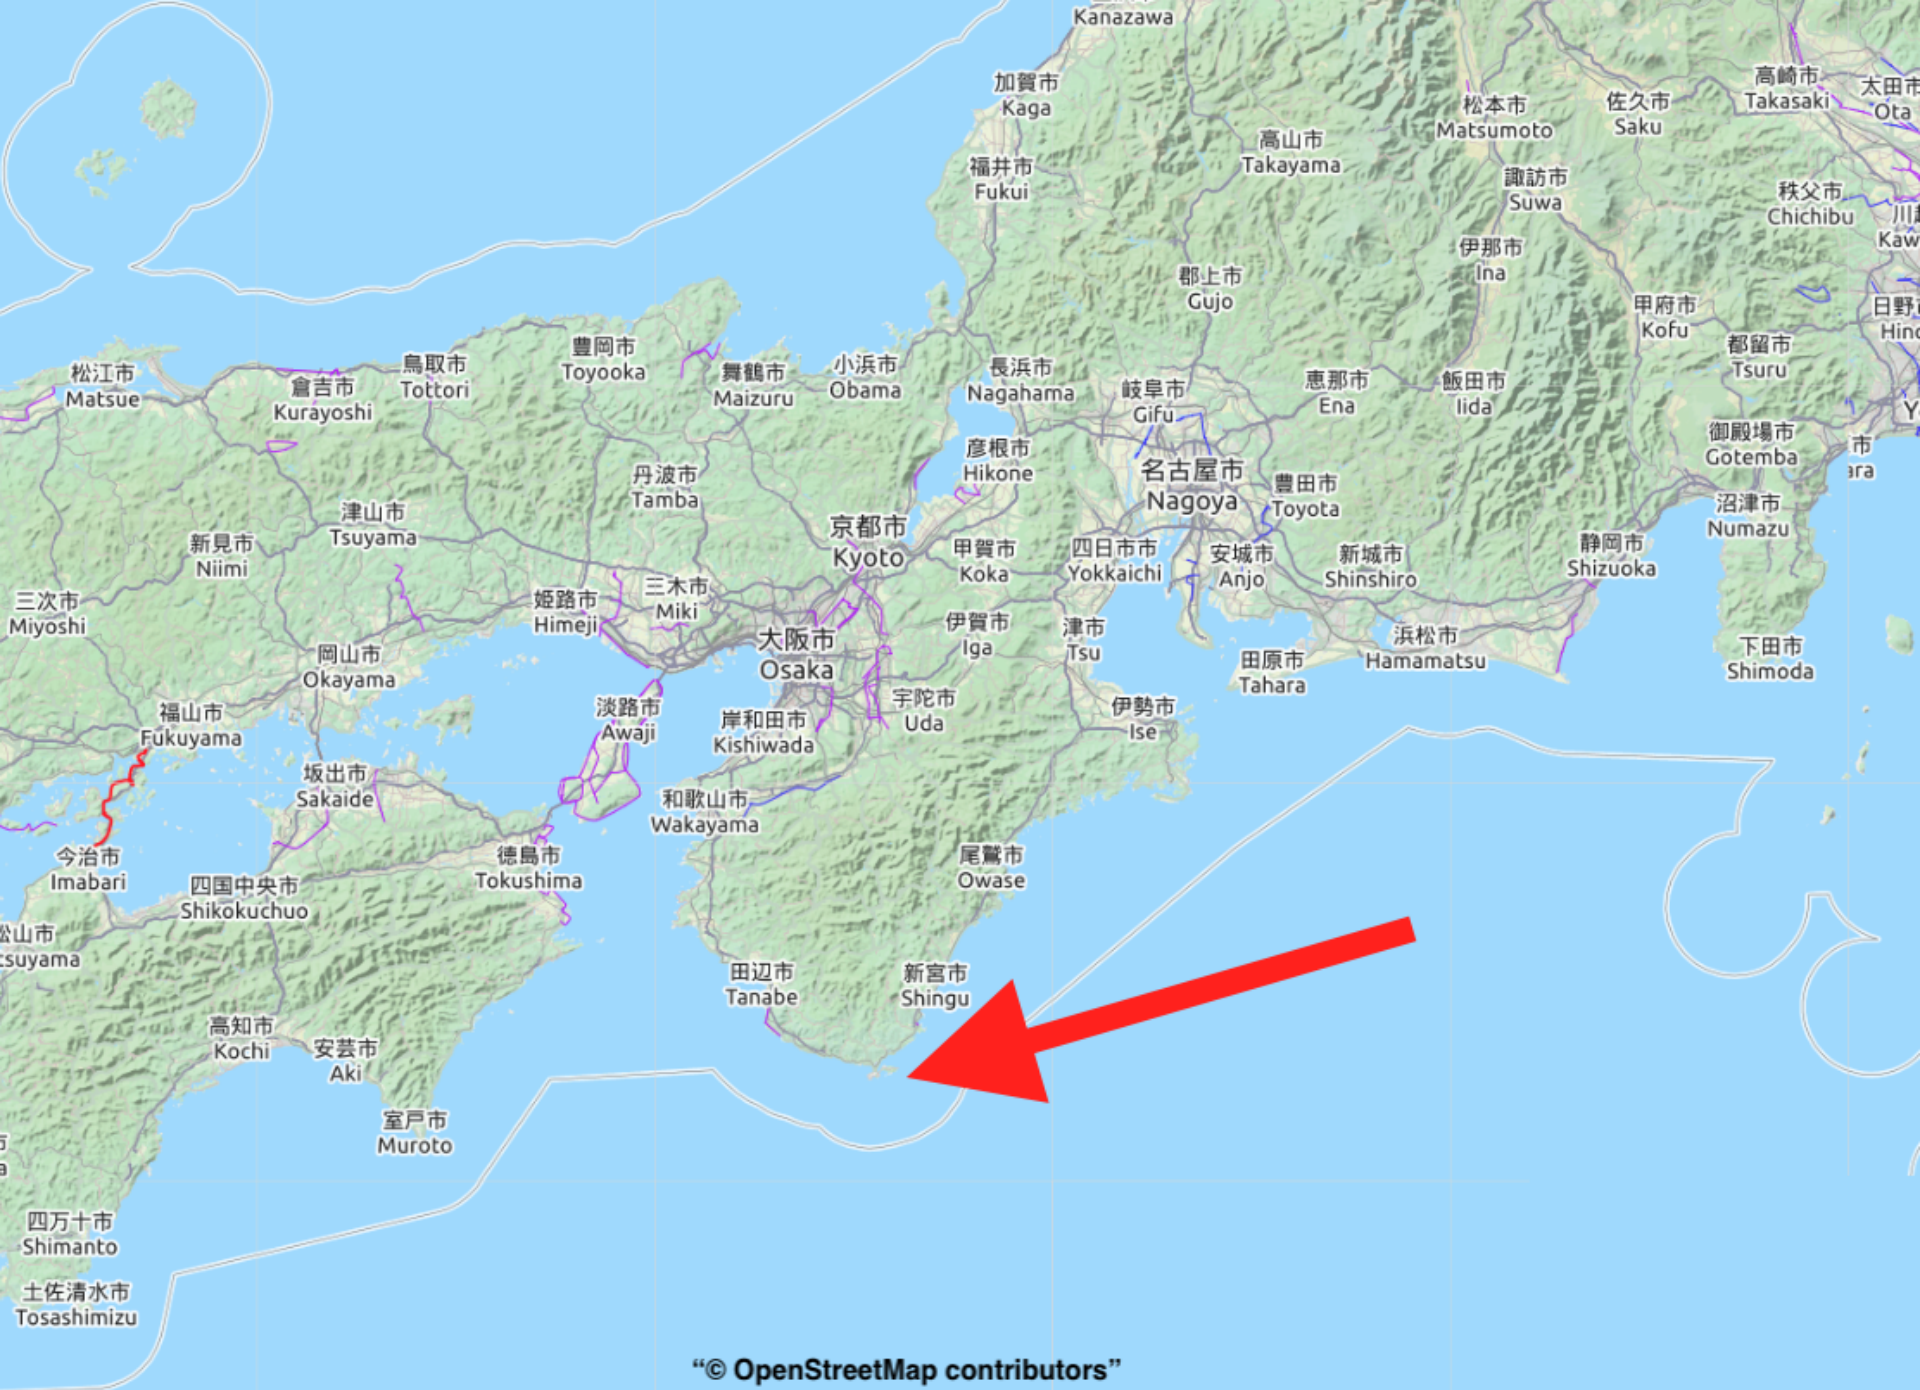 Kanazawa
加賀市
Kaga
福井市
Fukui
高山市
Takayama
松本市
Matsumoto
佐久市
Saku
高崎市
Takasaki
太田市
Ota
諏訪市
Suwa
秩父市
Chichibu
川越
Kaw
伊那市
Ina
郡上市
Gujo
甲府市
Kofu
日野市
Hino
都留市
Tsuru
松江市
Matsue
倉吉市
Kurayoshi
鳥取市
Tottori
豊岡市
Toyooka
舞鶴市
Maizuru
小浜市
Obama
長浜市
Nagahama
岐阜市
Gifu
恵那市
Ena
飯田市
Iida
御殿場市
Gotemba
Y
市
ara
彦根市
Hikone
丹波市
Tamba
名古屋市
Nagoya
豊田市
Toyota
沼津市
Numazu
津山市
Tsuyama
新見市
Niimi
京都市
Kyoto
甲賀市
Koka
四日市市
Yokkaichi
安城市
Anjo
新城市
Shinshiro
静岡市
Shizuoka
三次市
Miyoshi
姫路市
Himeji
三木市
Miki
大阪市
Osaka
伊賀市
Iga
津市
Tsu
浜松市
Hamamatsu
田原市
Tahara
下田市
Shimoda
岡山市
Okayama
福山市
Fukuyama
淡路市
Awaji
岸和田市
Kishiwada
宇陀市
Uda
伊勢市
Ise
坂出市
Sakaide
和歌山市
Wakayama
今治市
Imabari
四国中央市
Shikokuchuo
徳島市
Tokushima
尾鷲市
Owase
松山市
tsuyama
田辺市
Tanabe
新宮市
Shingu
高知市
Kochi
安芸市
Aki
室戸市
Muroto
市
a
四万十市
Shimanto
土佐清水市
Tosashimizu
“© OpenStreetMap contributors”